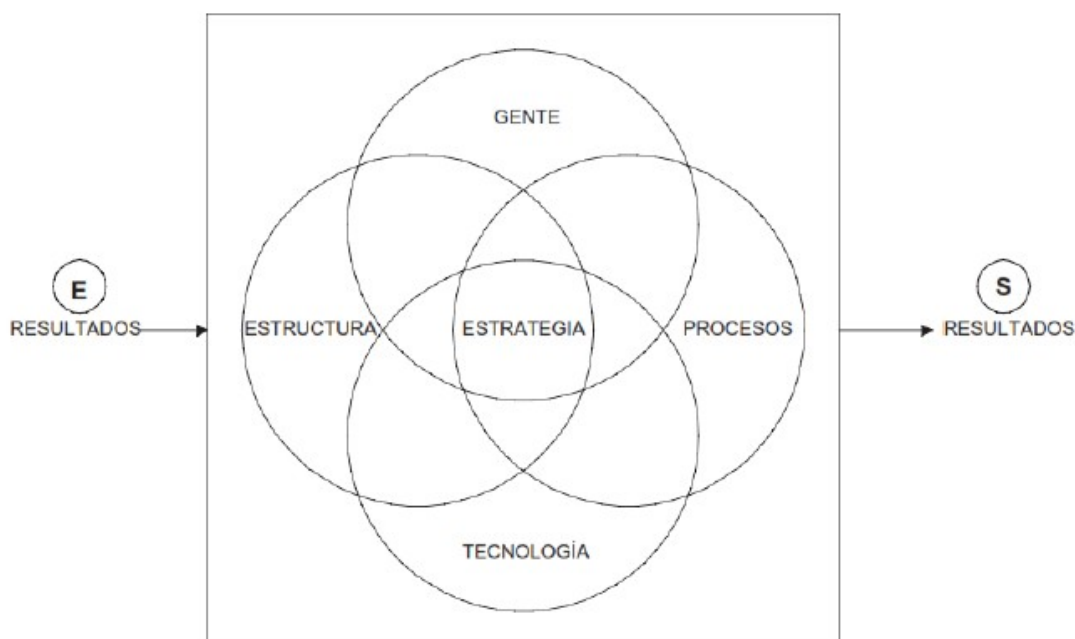 GENTE
E
RESULTADOS
ESTRUCTURA
ESTRATEGIA
PROCESOS
S
RESULTADOS
TECNOLOGÍA